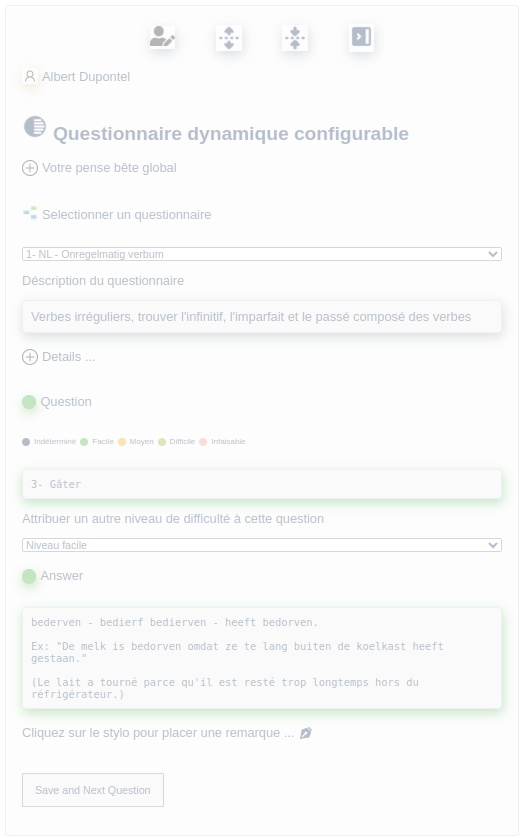 Albert Dupontel
Questionnaire dynamique configurable
Votre pense bête global
Selectionner un questionnaire
1- NL - Onregelmatig verbum
Déscription du questionnaire
Verbes irréguliers, trouver l'infinitif, l'imparfait et le passé composé des verbes
Details ...
Question
Indéterminé Facile Moyen Difficile Infaisable
3- Gâter
Attribuer un autre niveau de difficulté à cette question
Niveau facile
Answer
bederven - bedierf bedierven - heeft bedorven.
Ex: "De melk is bedorven omdat ze te lang buiten de koelkast heeft
gestaan."
(Le lait a tourné parce qu'il est resté trop longtemps hors du
réfrigérateur.)
Cliquez sur le stylo pour placer une remarque ...
Save and Next Question